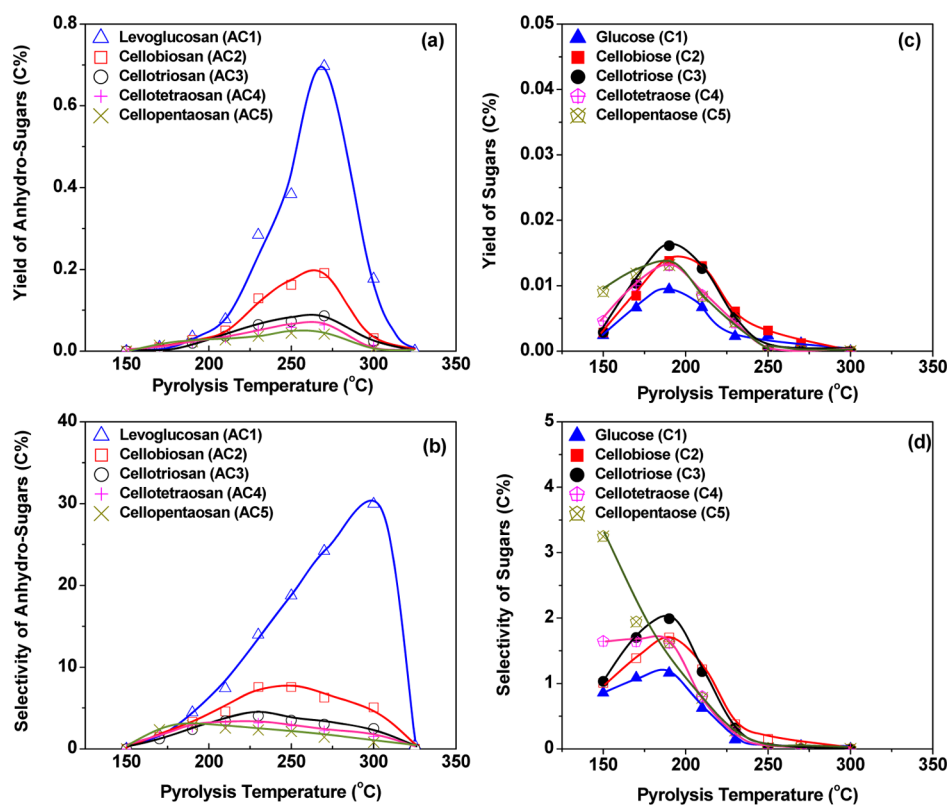 0.8
0.6
0.4
0.2
0.0
Yield of Anhydro-Sugars (C%)
Levoglucosan (AC1)
Cellobiosan (AC2)
Cellotriosan (AC3)
Cellotetraosan (AC4)
Cellopentaosan (AC5)
(a)
150 200 250 300 350
Pyrolysis Temperature (°C)
0.05
0.04
0.03
0.02
0.01
0.00
Yield of Sugars (C%)
Glucose (C1)
Cellobiose (C2)
Cellotriose (C3)
Cellotetraose (C4)
Cellopentaose (C5)
(c)
150 200 250 300 350
Pyrolysis Temperature (°C)
40
30
20
10
0
Selectivity of Anhydro-Sugars (C%)
Levoglucosan (AC1)
Cellobiosan (AC2)
Cellotriosan (AC3)
Cellotetraosan (AC4)
Cellopentaosan (AC5)
(b)
150 200 250 300 350
Pyrolysis Temperature (°C)
5
4
3
2
1
0
Selectivity of Sugars (C%)
Glucose (C1)
Cellobiose (C2)
Cellotriose (C3)
Cellotetraose (C4)
Cellopentaose (C5)
(d)
150 200 250 300 350
Pyrolysis Temperature (°C)